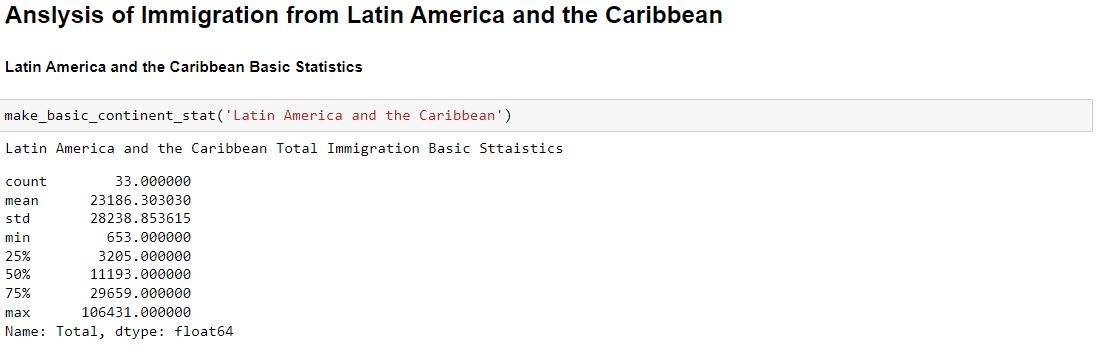 Anslysis of Immigration from Latin America and the Caribbean
Latin America and the Caribbean Basic Statistics
make_basic_continent_stat('Latin America and the Caribbean')
Latin America and the Caribbean Total Immigration Basic Sttaistics
count        33.000000
mean      23186.303030
std       28238.853615
min         653.000000
25%        3205.000000
50%       11193.000000
75%       29659.000000
max      106431.000000
Name: Total, dtype: float64